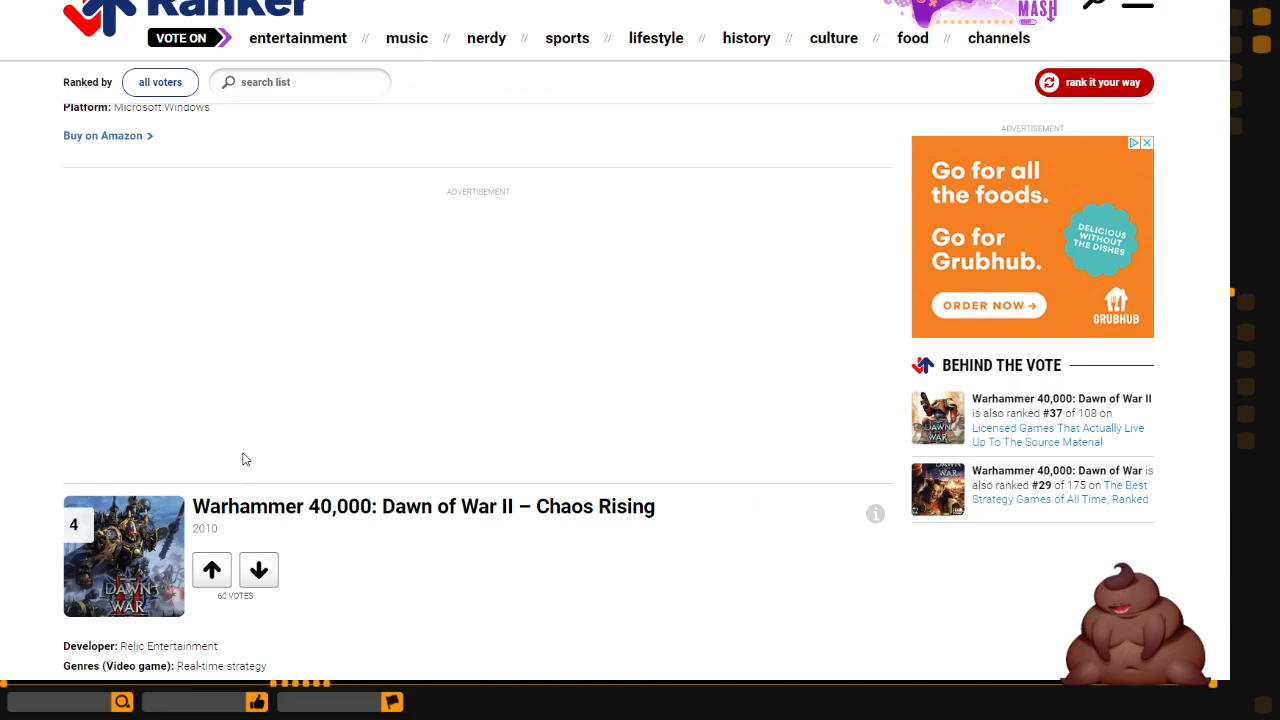 Ranker
MASH
VOTE ON
entertainment // music // nerdy // sports // lifestyle // history // culture // food // channels
Ranked by all voters search list rank it your way
Platform: Microsoft Windows
Buy on Amazon >
ADVERTISEMENT
ADVERTISEMENT
Go for all
the foods.
Go for
Grubhub.
DELICIOUS
WITHOUT
THE DISHES
ORDER NOW →
GRUBHUB
BEHIND THE VOTE
Warhammer 40,000: Dawn of War II
is also ranked #37 of 108 on
Licensed Games That Actually Live
Up To The Source Material
Warhammer 40,000: Dawn of War is
also ranked #29 of 175 on The Best
Strategy Games of All Time, Ranked
4
DAWN
OF
WAR
Warhammer 40,000: Dawn of War II – Chaos Rising
2010
60 VOTES
Developer: Relic Entertainment
Genres (Video game): Real-time strategy